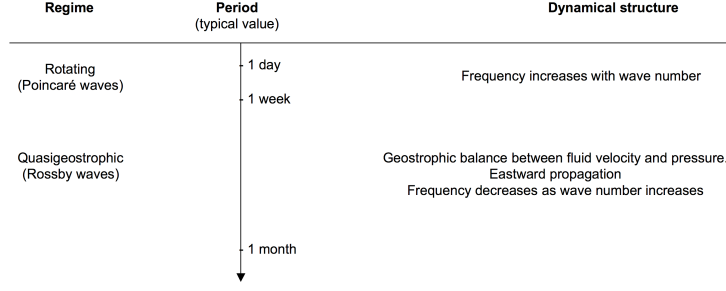 Regime Period Dynamical structure
(typical value)
1 day
Rotating
(Poincaré waves)
Frequency increases with wave number
1 week
Quasigeostrophic
(Rossby waves)
Geostrophic balance between fluid velocity and pressure.
Eastward propagation
Frequency decreases as wave number increases
1 month